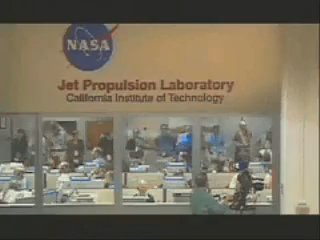 NASA
Jet Propulsion Laboratory
California Institute of Technology